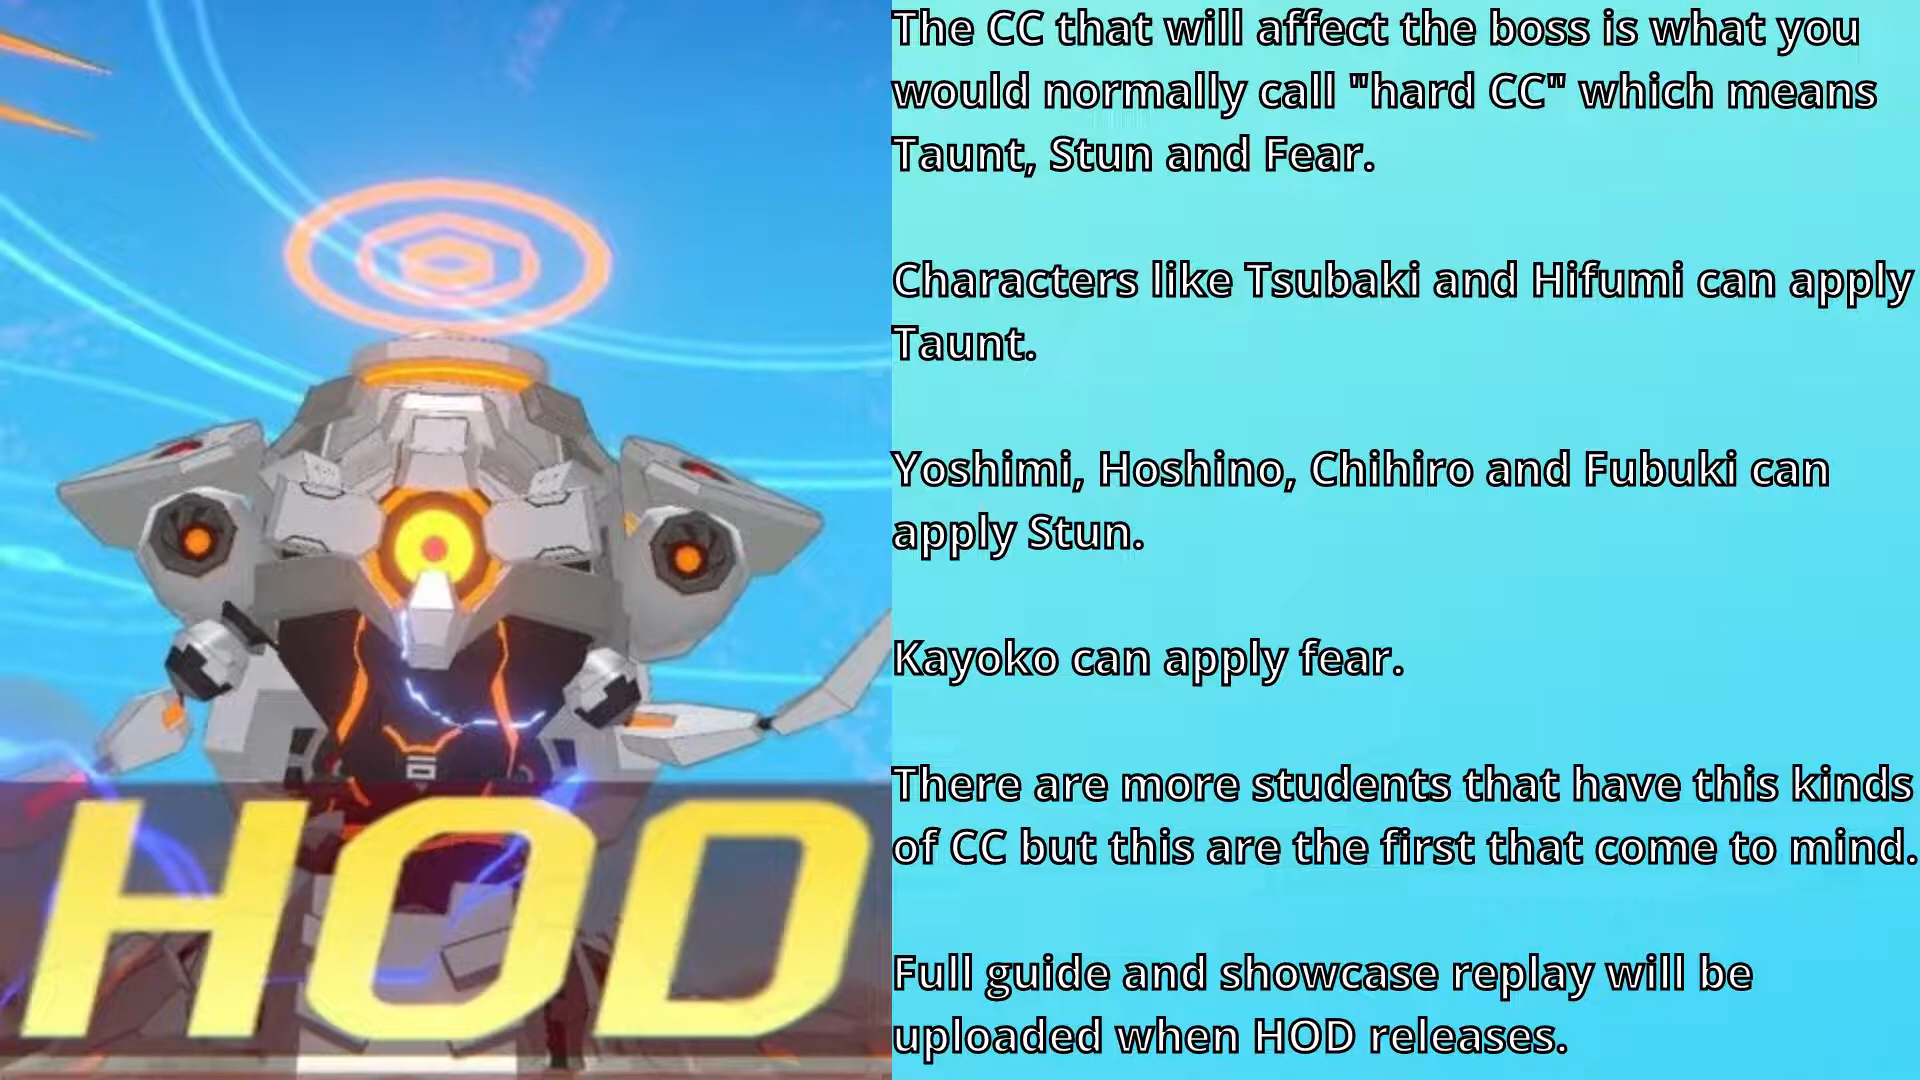 The CC that will affect the boss is what you
would normally call "hard CC" which means
Taunt, Stun and Fear.
Characters like Tsubaki and Hifumi can apply
Taunt.
Yoshimi, Hoshino, Chihiro and Fubuki can
apply Stun.
Kayoko can apply fear.
There are more students that have this kinds
of CC but this are the first that come to mind.
Full guide and showcase replay will be
uploaded when HOD releases.
HOD